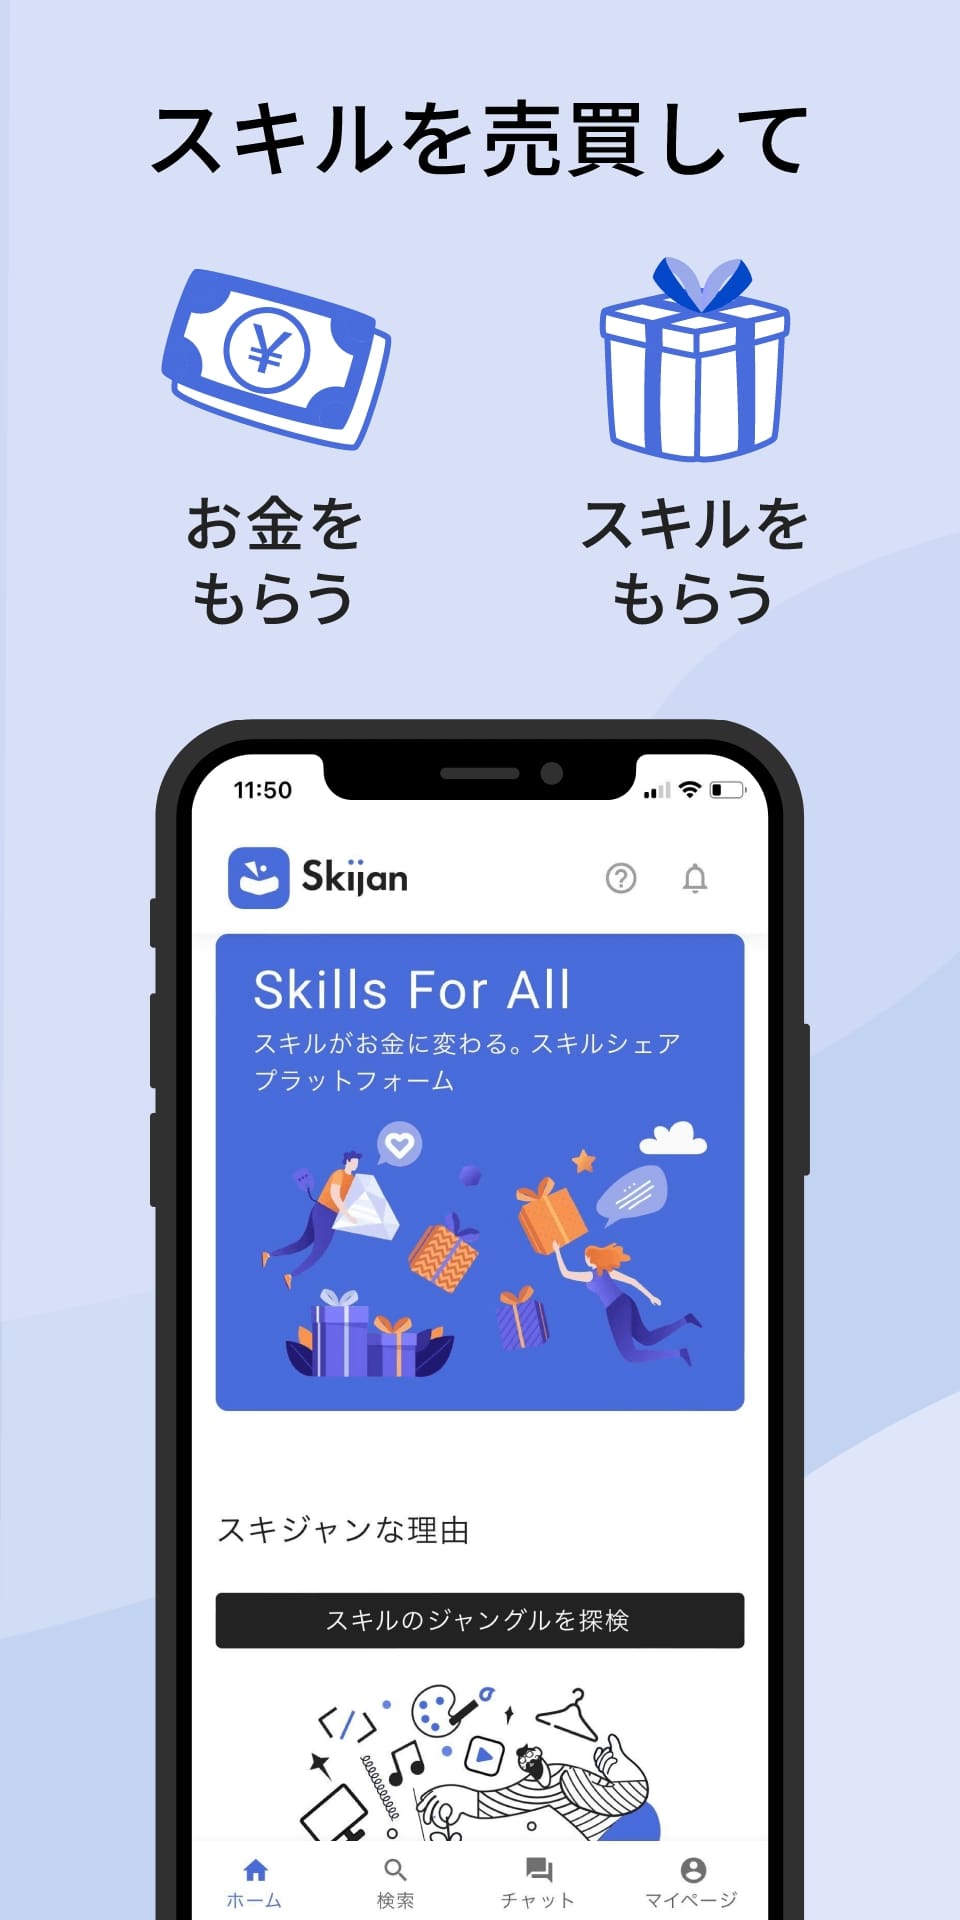 スキルを売買して
¥
お金を
もらう
スキルを
もらう
11:50
Skijan
Skills For All
スキルがお金に変わる。スキルシェア
プラットフォーム
スキジャンな理由
スキルのジャングルを探検
ホーム
検索
チャット
マイページ